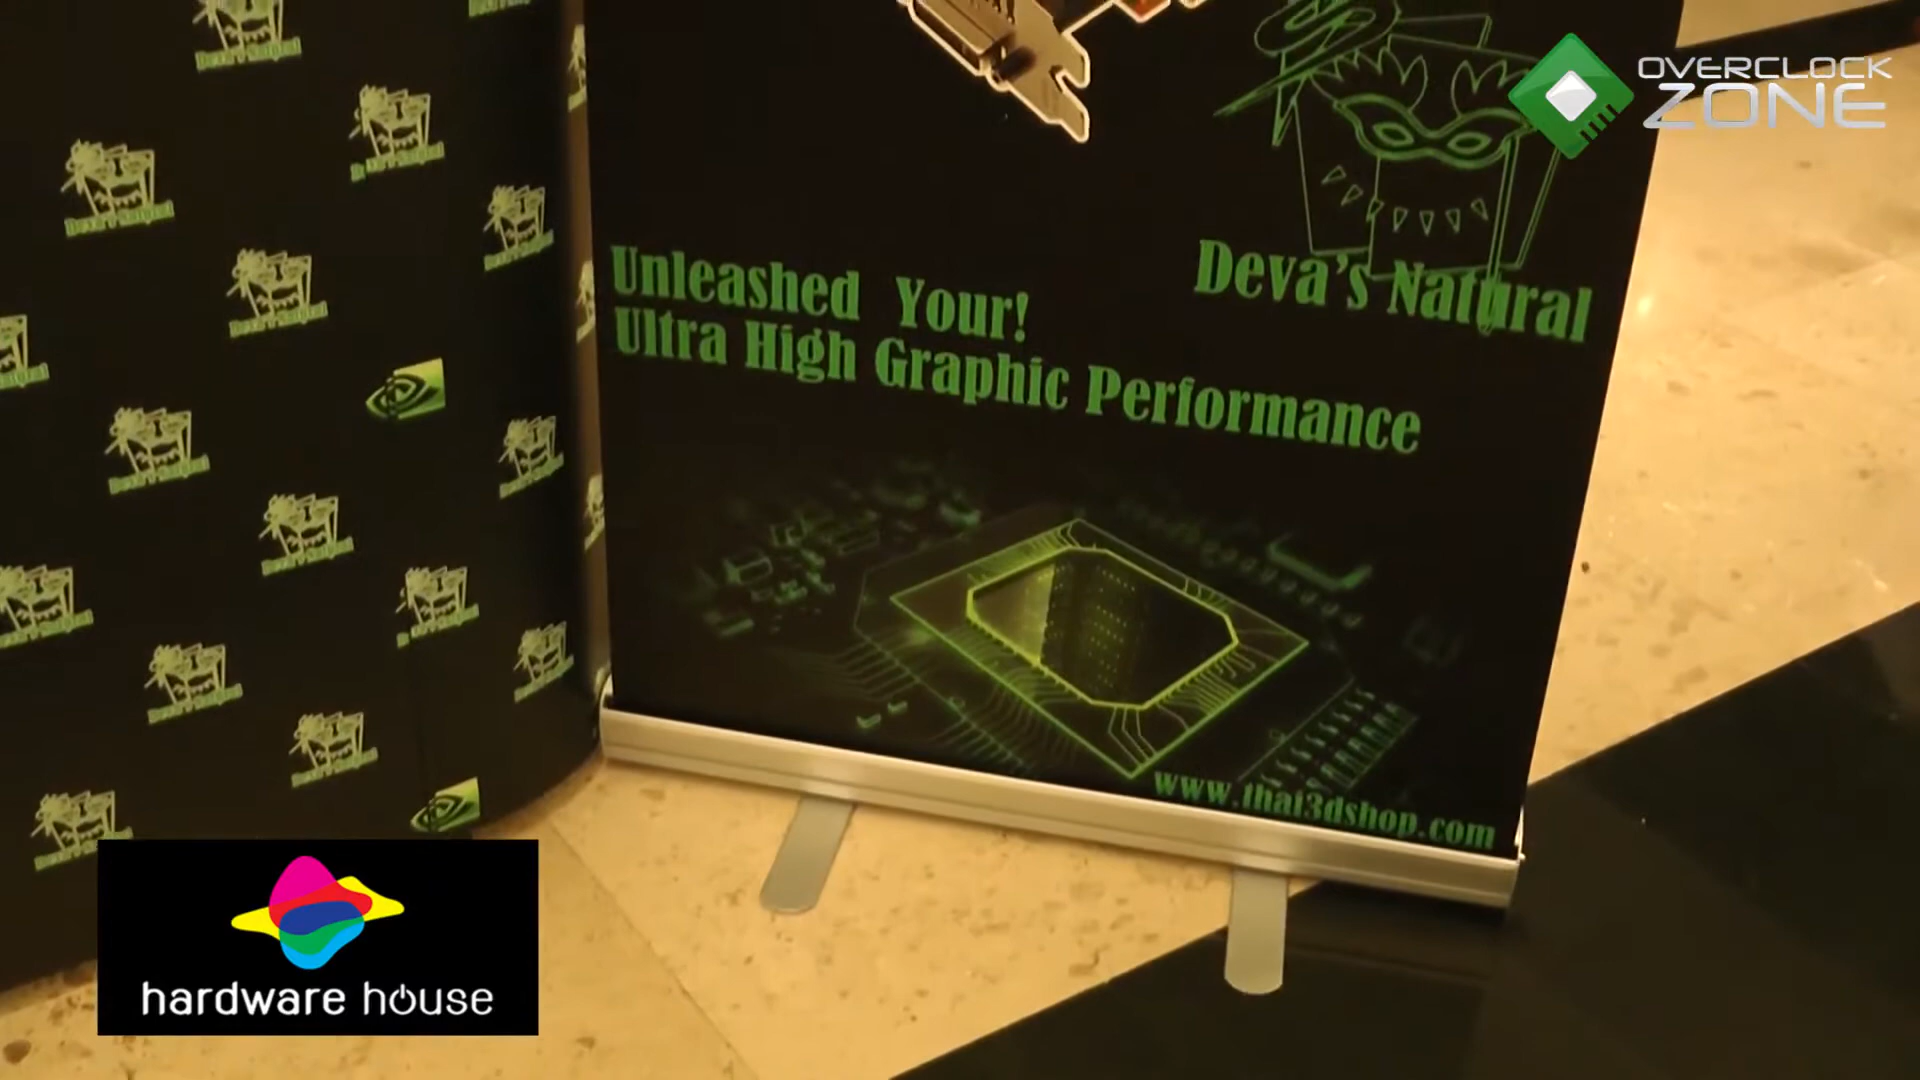 OVERCLOCK
ZONE
Deva's Natural
Unleashed Your!
Ultra High Graphic Performance
www.thai3dshop.com
hardware house